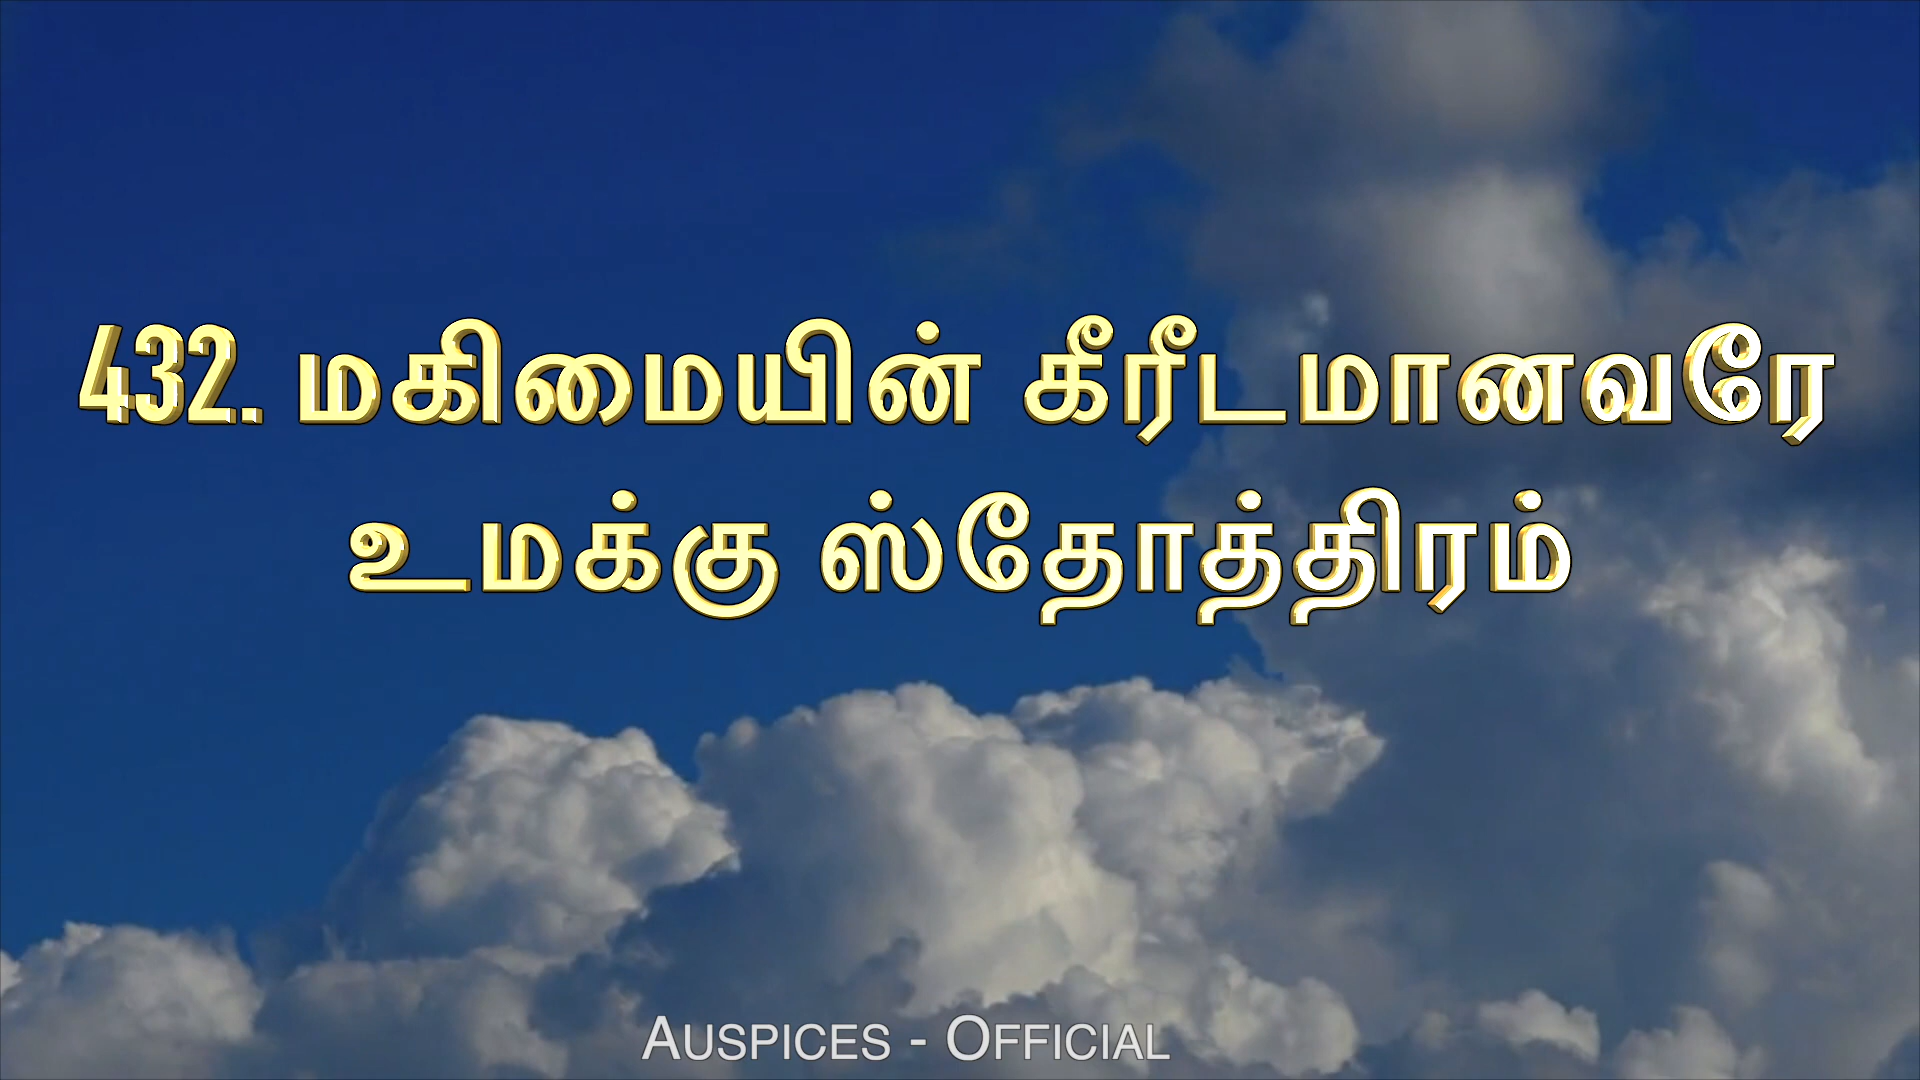 432. மகிமையின் கீரீடமானவரே
உமக்கு ஸ்தோத்திரம்
AUSPICES - OFFICIAL